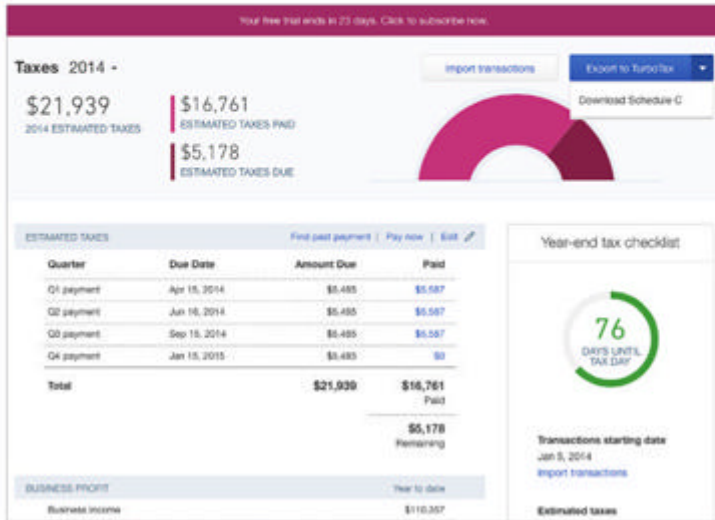 Your free trial ends in 23 days. Click to subscribe now.
Taxes 2014
Import transactions
Export to TurboTax
Download Schedule C
$21,939
2014 ESTIMATED TAXES
$16,761
ESTIMATED TAXES PAID
$5,178
ESTIMATED TAXES DUE
ESTIMATED TAXES Find past payment | Pay now | Edit
Quarter Due Date Amount Due Paid
Q1 payment Apr 15, 2014 $5,485 $5,587
Q2 payment Jun 16, 2014 $5,485 $5,587
Q3 payment Sep 15, 2014 $5,485 $5,587
Q4 payment Jan 15, 2015 $5,485 $0
Total $21,939 $16,761
Paid
$5,178
Remaining
BUSINESS PROFIT Year to date
Business income $110,357
Year-end tax checklist
76
DAYS UNTIL
TAX DAY
Transactions starting date
Jan 5, 2014
Import transactions
Estimated taxes